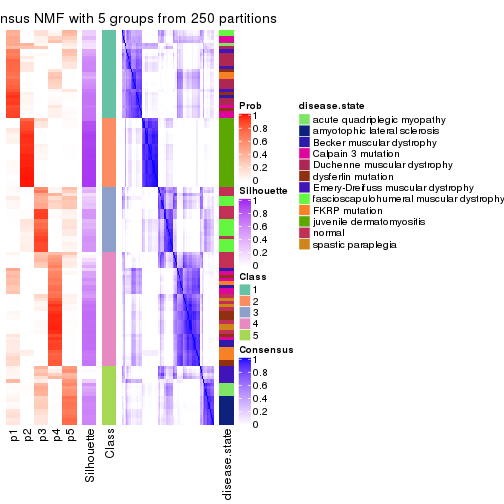 nsus NMF with 5 groups from 250 partitions
Prob
1
0.8
0.6
0.4
0.2
0
Silhouette
1
0.8
0.6
0.4
0.2
0
Class
1
2
3
4
5
Consensus
1
0.8
0.6
0.4
0.2
0
disease.state
acute quadriplegic myopathy
amyotophic lateral sclerosis
Becker muscular dystrophy
Calpain 3 mutation
Duchenne muscular dystrophy
dysferlin mutation
Emery-Dreifuss muscular dystrophy
fascioscapulohumeral muscular dystrophy
FKRP mutation
juvenile dermatomyositis
normal
spastic paraplegia
p1
p2
p3
p4
p5
Silhouette
Class
disease.state